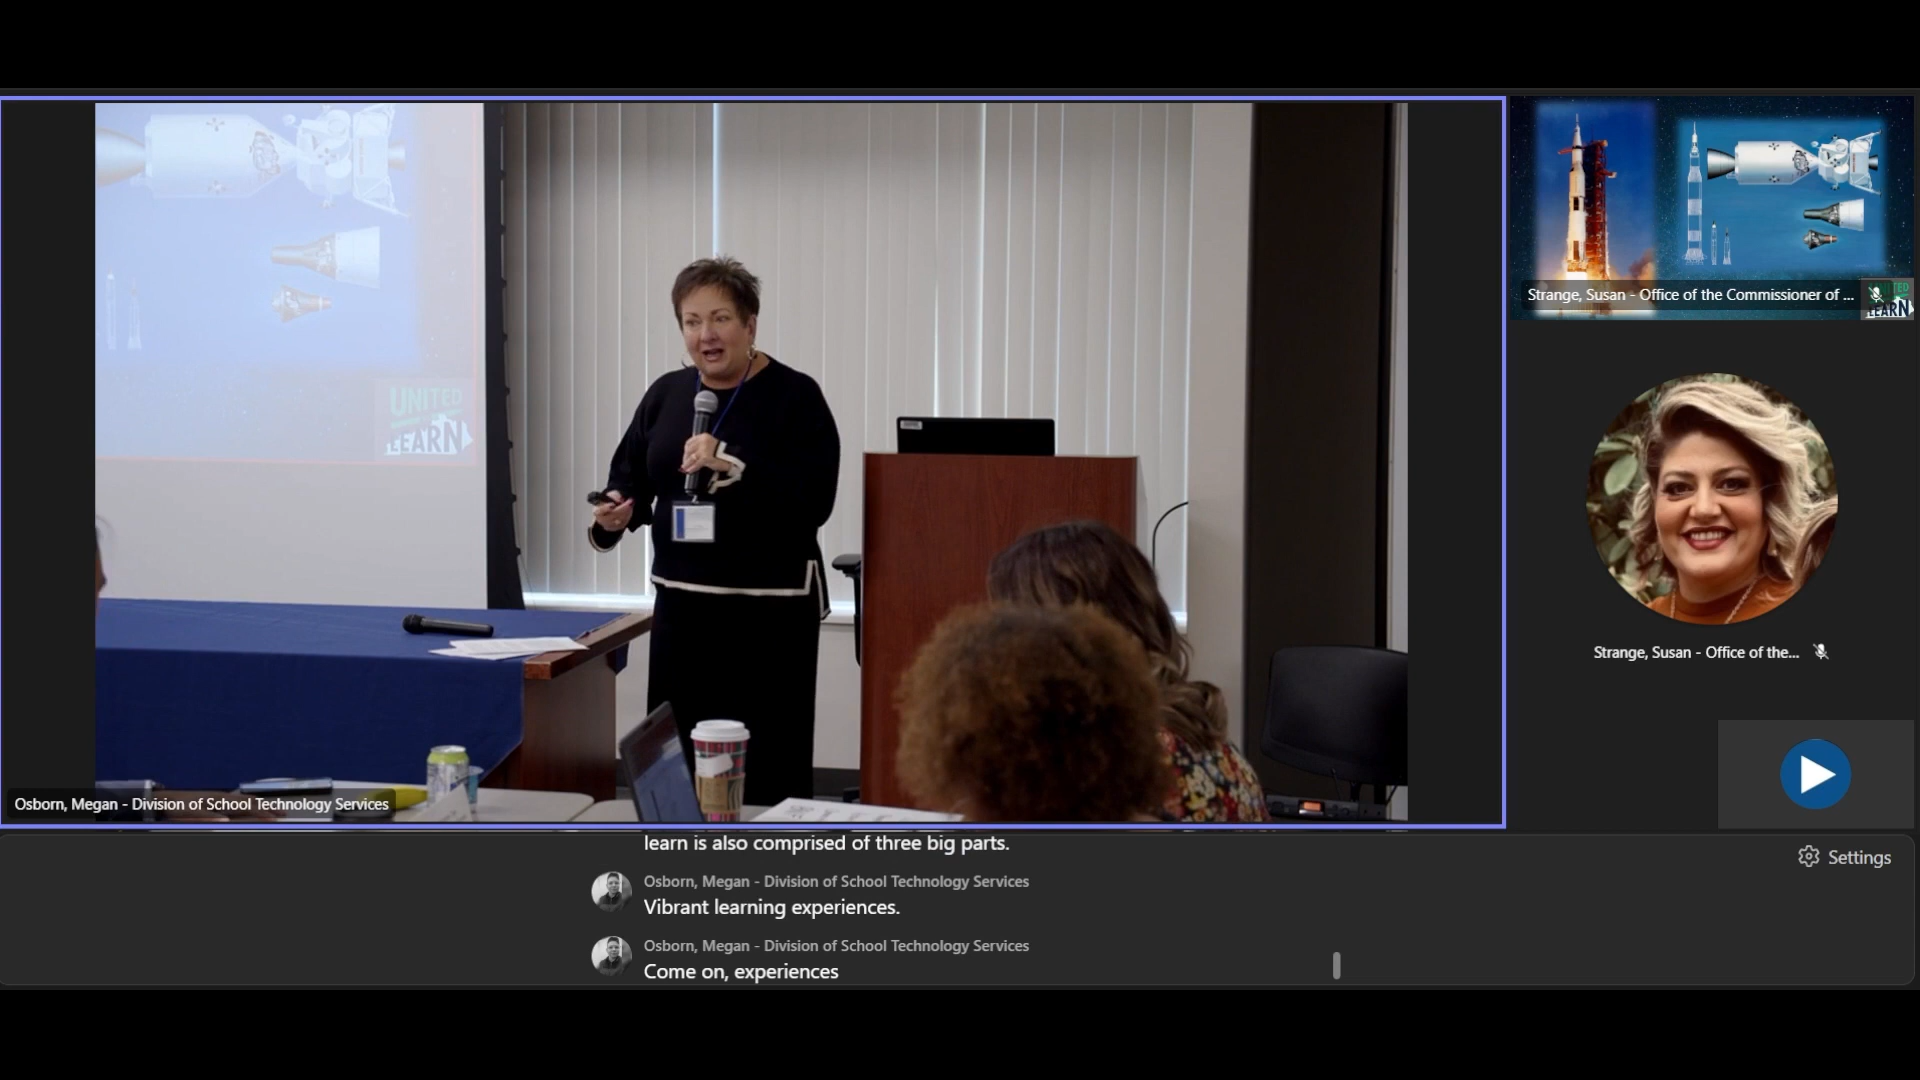 UNITED
LEARN
Strange, Susan - Office of the Commissioner of ...
UNITED
LEARN
Strange, Susan - Office of the...
Osborn, Megan - Division of School Technology Services
learn is also comprised of three big parts.
Settings
Osborn, Megan - Division of School Technology Services
Vibrant learning experiences.
Osborn, Megan - Division of School Technology Services
Come on, experiences